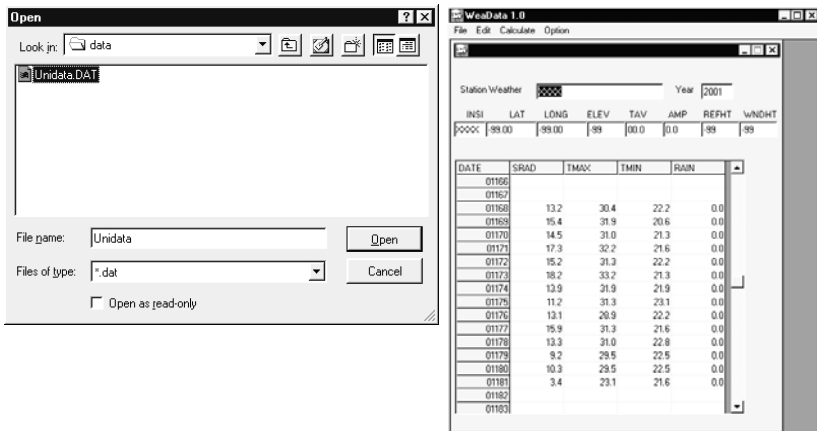 Open
Look in: data
Unidata.DAT
File name: Unidata Open
Files of type: *.dat Cancel
Open as read-only
WeaData 1.0
File Edit Calculate Option
Station Weather XXXX Year 2001
INSI LAT LONG ELEV TAV AMP REFHT WNDHT
XXXX -99.00 -99.00 -99 00.0 0.0 -99 -99
DATE SRAD TMAX TMIN RAIN
01166
01167
01168 13.2 30.4 22.2 0.0
01169 15.4 31.9 20.6 0.0
01170 14.5 31.0 21.3 0.0
01171 17.3 32.2 21.6 0.0
01172 15.2 31.3 22.2 0.0
01173 18.2 33.2 21.3 0.0
01174 13.9 31.9 21.9 0.0
01175 11.2 31.3 23.1 0.0
01176 13.1 28.9 22.2 0.0
01177 15.9 31.3 21.6 0.0
01178 13.3 31.0 22.8 0.0
01179 9.2 29.5 22.5 0.0
01180 10.3 29.5 22.5 0.0
01181 3.4 23.1 21.6 0.0
01182
01183